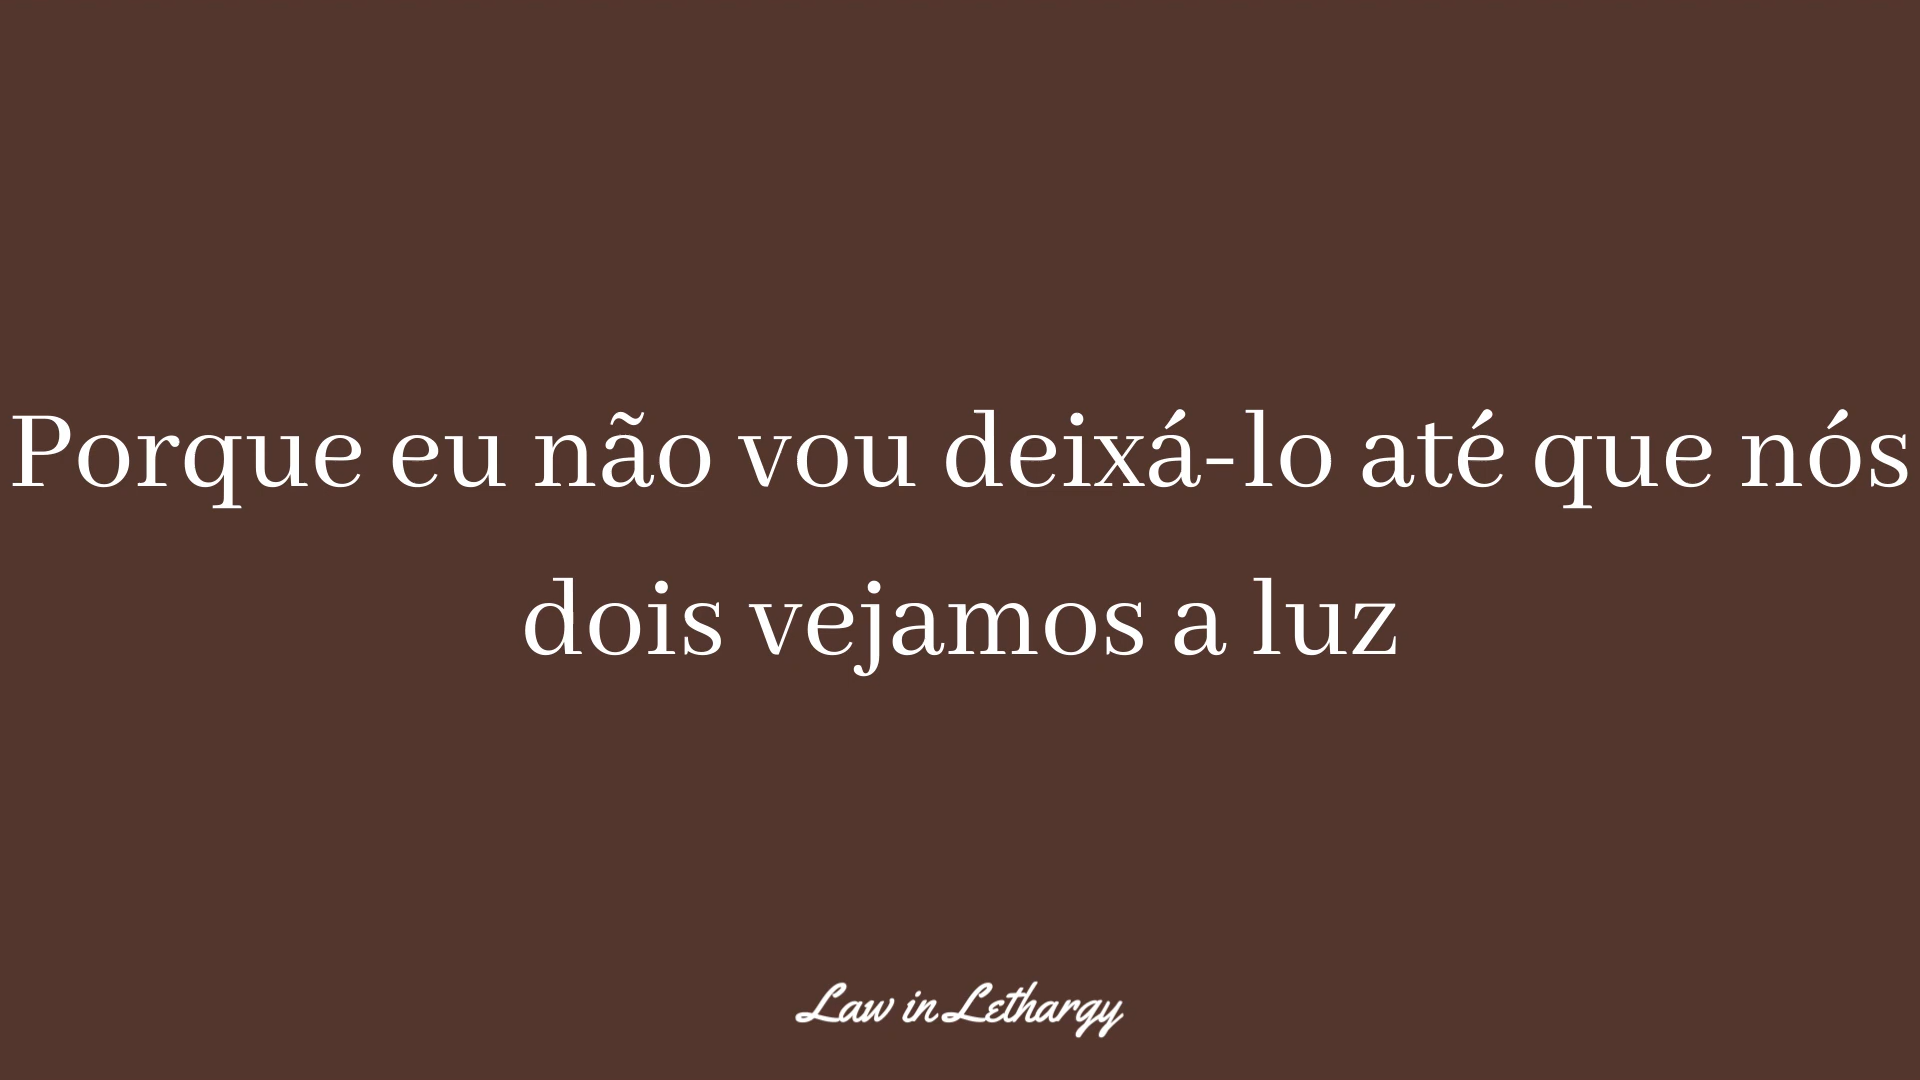 Porque eu não vou deixá-lo até que nós
dois vejamos a luz
Law in Lethargy